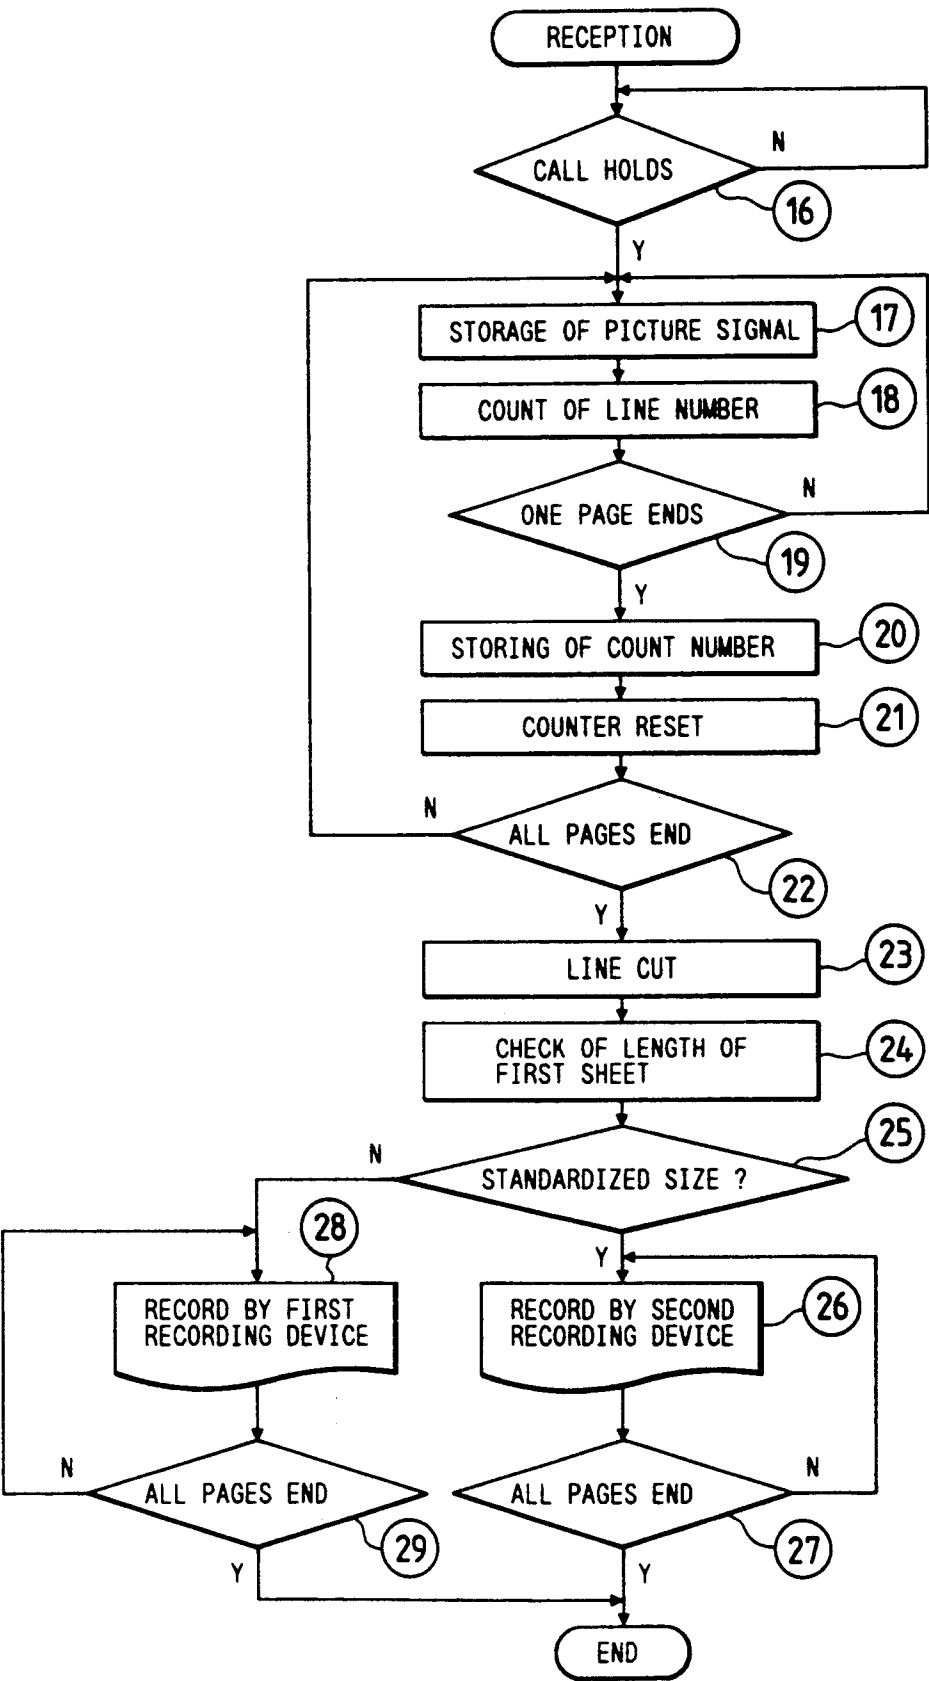 RECEPTION
N
CALL HOLDS
16
Y
STORAGE OF PICTURE SIGNAL
17
COUNT OF LINE NUMBER
18
N
ONE PAGE ENDS
19
Y
STORING OF COUNT NUMBER
20
COUNTER RESET
21
N
ALL PAGES END
22
Y
LINE CUT
23
CHECK OF LENGTH OF
FIRST SHEET
24
25
N
STANDARDIZED SIZE ?
28
Y
RECORD BY FIRST
RECORDING DEVICE
RECORD BY SECOND
RECORDING DEVICE
26
N
ALL PAGES END
29
Y
N
ALL PAGES END
27
Y
END